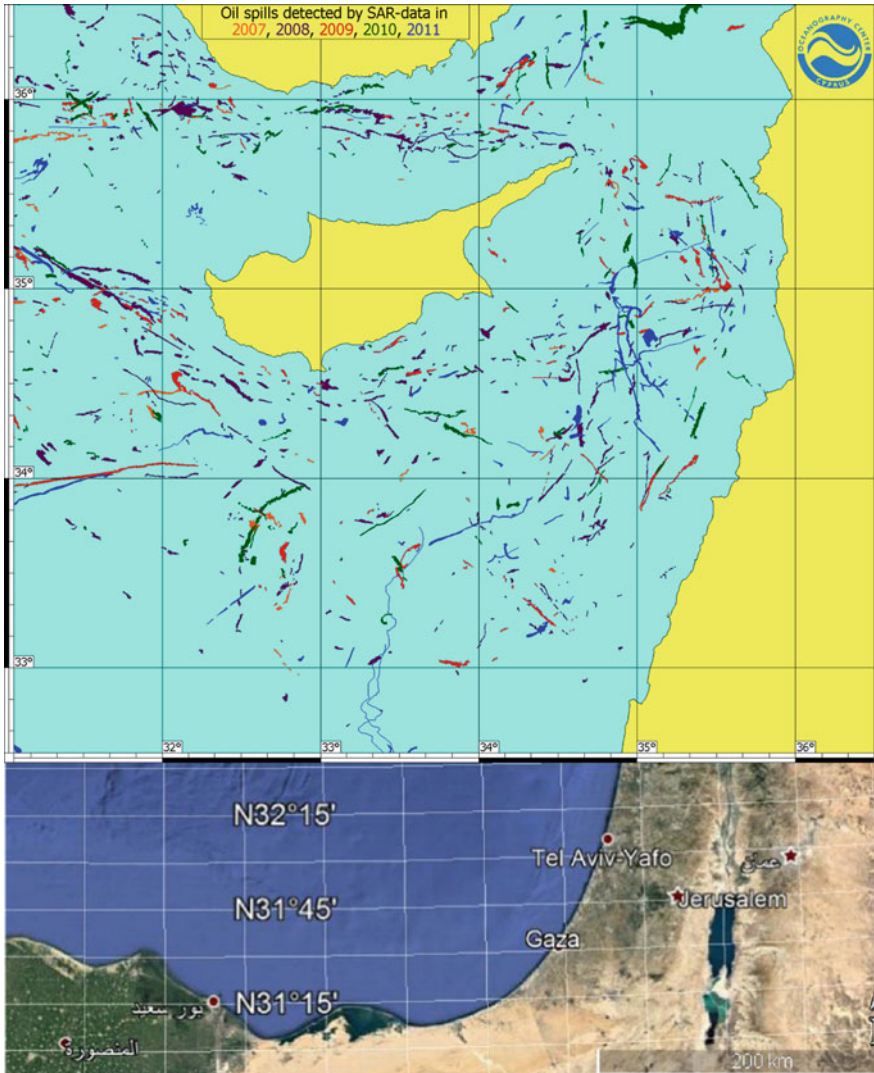 Oil spills detected by SAR-data in
2007, 2008, 2009, 2010, 2011
OCEANOGRAPHY CENTER
CYPRUS
36°
35°
34°
33°
32° 33° 34° 35° 36°
N32°15'
Tel Aviv-Yafo
عمان
N31°45'
Jerusalem
Gaza
بور سعيد N31°15'
المنصورة
200 km